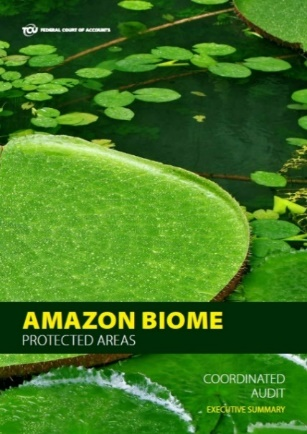 TCU FEDERAL COURT OF ACCOUNTS
AMAZON BIOME
PROTECTED AREAS
COORDINATED
AUDIT
EXECUTIVE SUMMARY